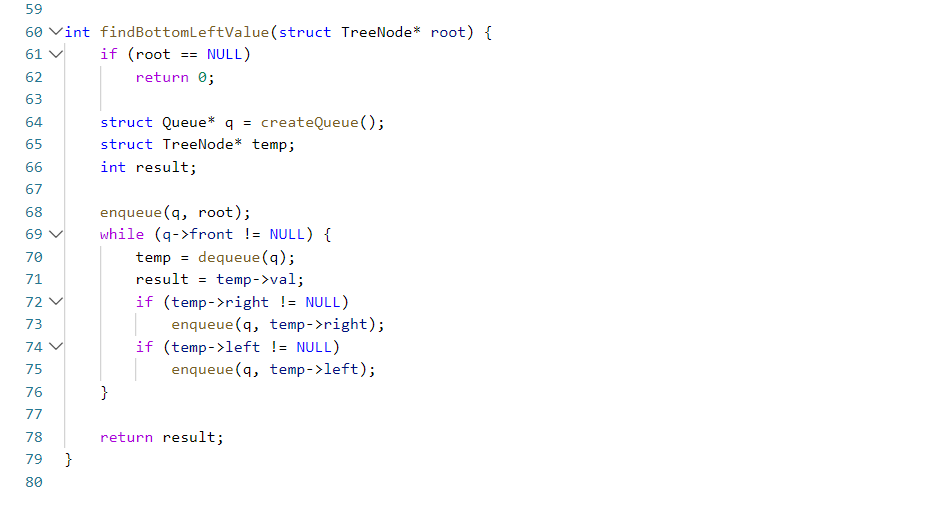 59
60 int findBottomLeftValue(struct TreeNode* root) {
61     if (root == NULL)
62         return 0;
63
64     struct Queue* q = createQueue();
65     struct TreeNode* temp;
66     int result;
67
68     enqueue(q, root);
69     while (q->front != NULL) {
70         temp = dequeue(q);
71         result = temp->val;
72         if (temp->right != NULL)
73             enqueue(q, temp->right);
74         if (temp->left != NULL)
75             enqueue(q, temp->left);
76     }
77
78     return result;
79 }
80